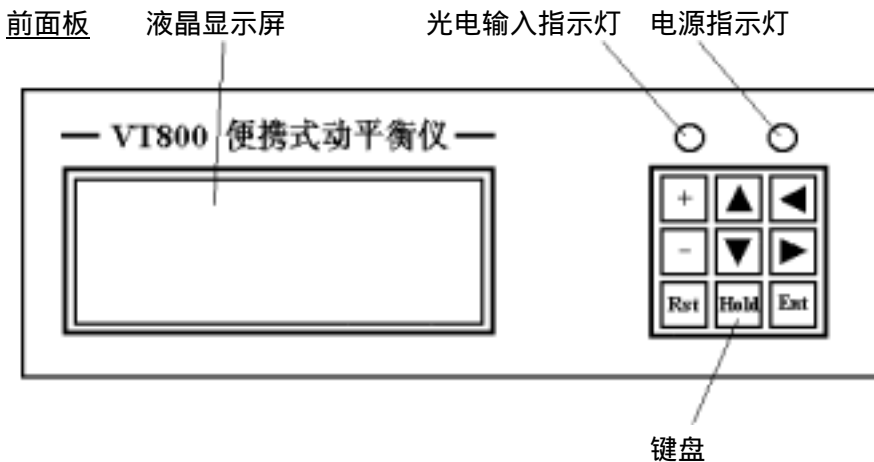 前面板 液晶显示屏 光电输入指示灯 电源指示灯
VT800 便携式动平衡仪
+
-
Rst Hold Ent
键盘